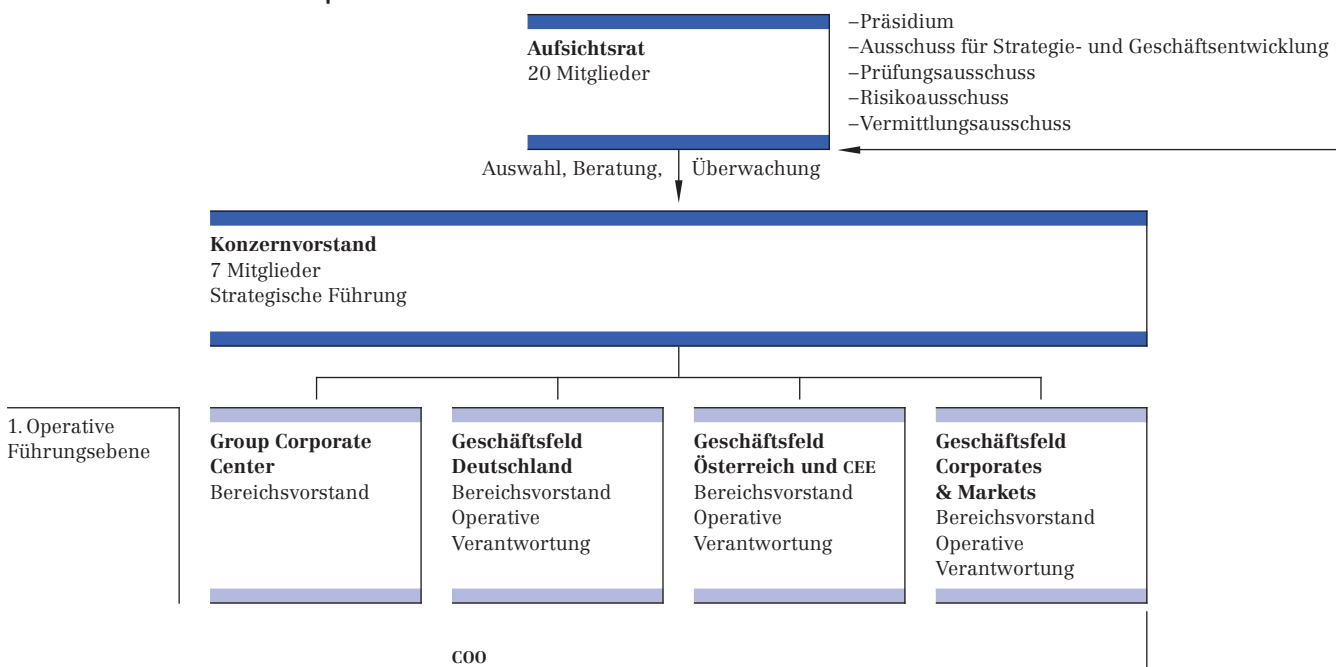 Aufsichtsrat
20 Mitglieder
–Präsidium
–Ausschuss für Strategie- und Geschäftsentwicklung
–Prüfungsausschuss
–Risikoausschuss
–Vermittlungsausschuss
Auswahl, Beratung, Überwachung
Konzernvorstand
7 Mitglieder
Strategische Führung
1. Operative
Führungsebene
Group Corporate
Center
Bereichsvorstand
Geschäftsfeld
Deutschland
Bereichsvorstand
Operative
Verantwortung
Geschäftsfeld
Österreich und CEE
Bereichsvorstand
Operative
Verantwortung
Geschäftsfeld
Corporates
& Markets
Bereichsvorstand
Operative
Verantwortung
COO